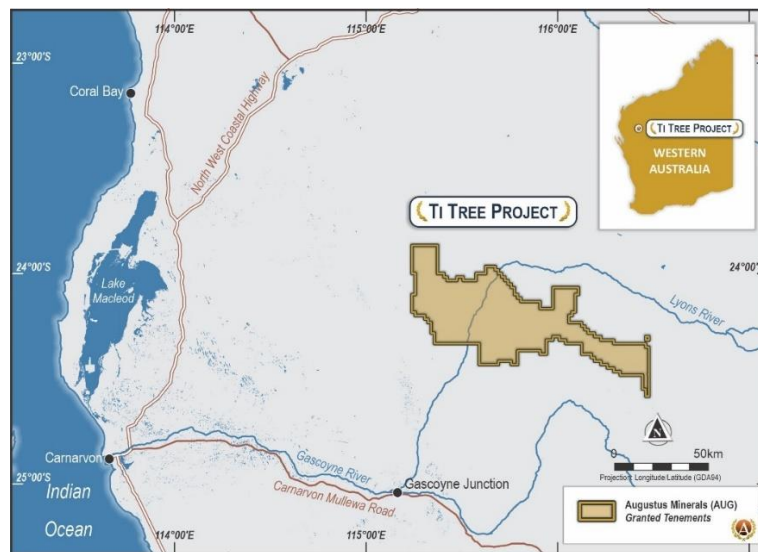 114°00'E
115°00'E
116°00'E
23°00'S
Coral Bay
North West Coastal Highway
TI TREE PROJECT
WESTERN
AUSTRALIA
TI TREE PROJECT
24°00'S
24°00'S
Lake
Macleod
Lyons River
Carnarvon
Gascoyne River
Carnarvon Mullewa Road
Gascoyne Junction
N
0
50km
Projection: Longitude/Latitude (GDA94)
25°00'S
25°00'S
Indian
Ocean
Augustus Minerals (AUG)
Granted Tenements
A
114°00'E
115°00'E